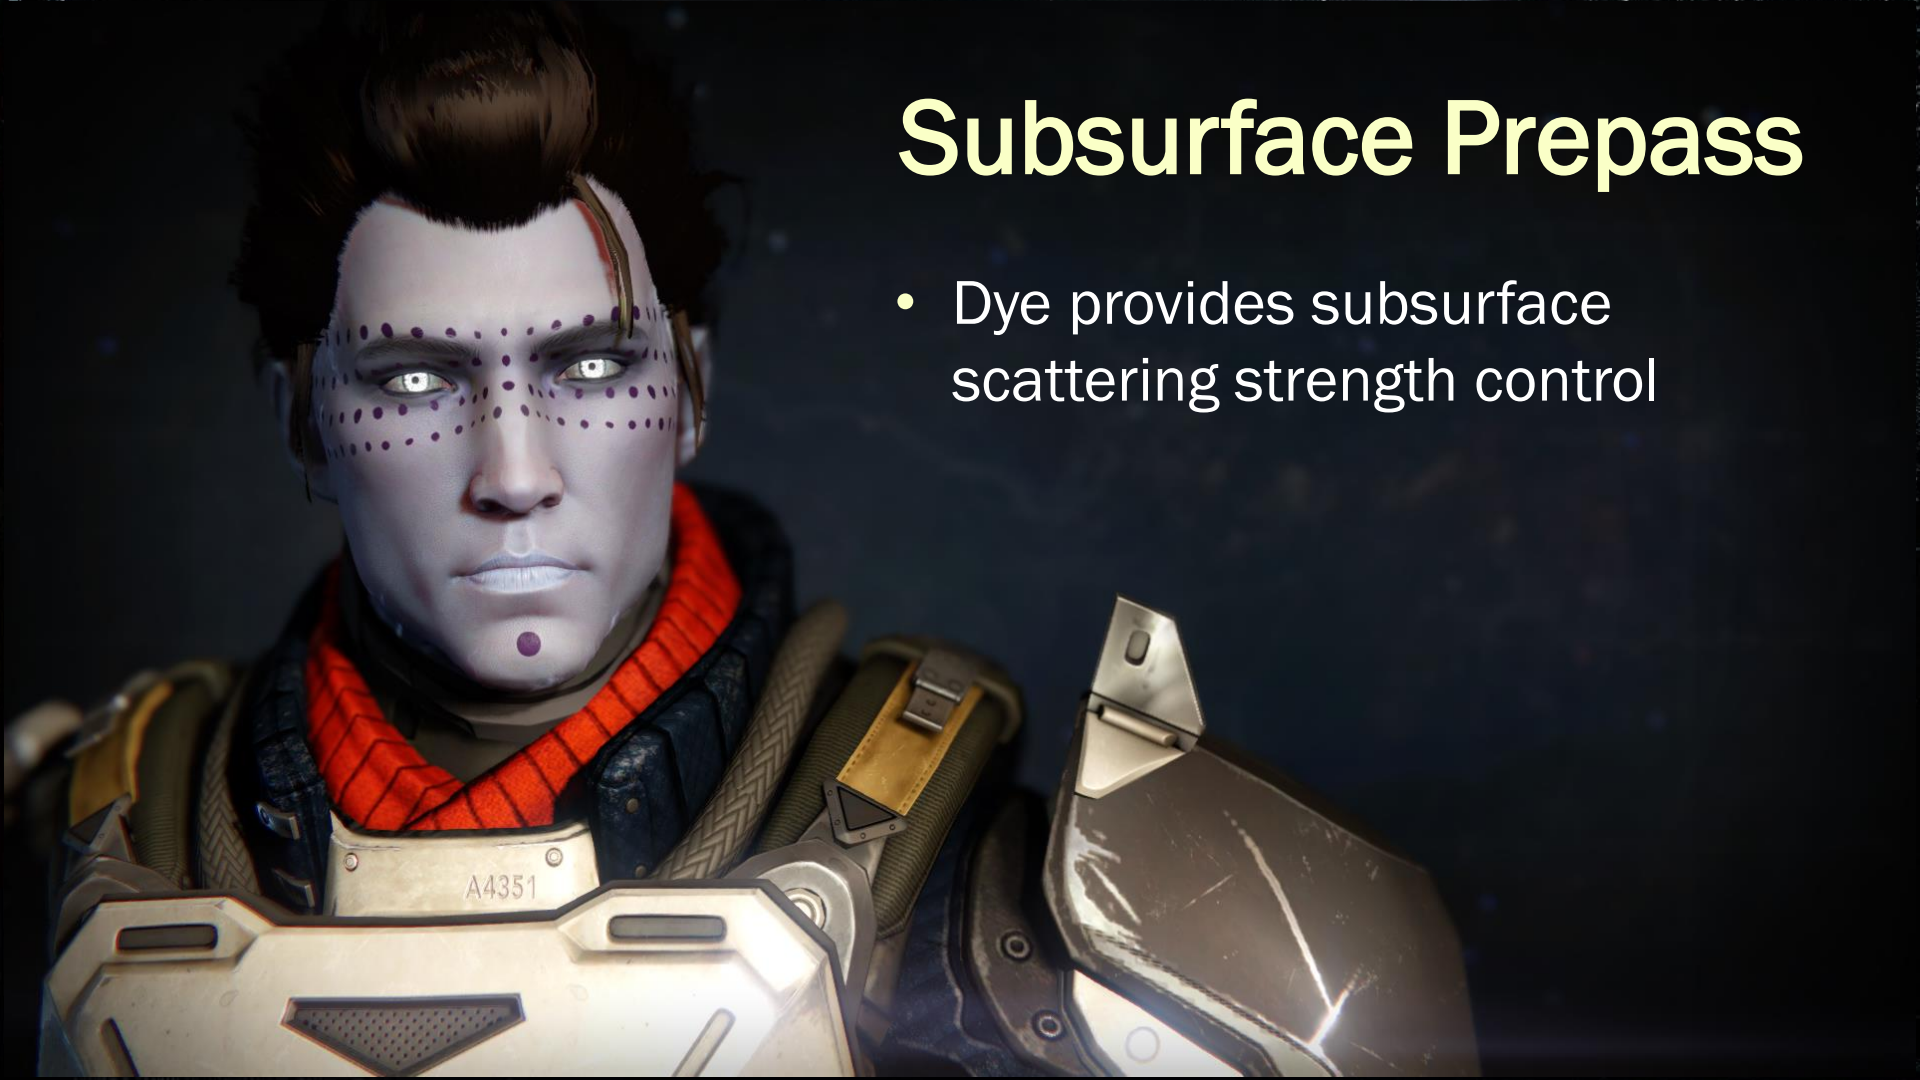 Subsurface Prepass
• Dye provides subsurface
scattering strength control
A4351